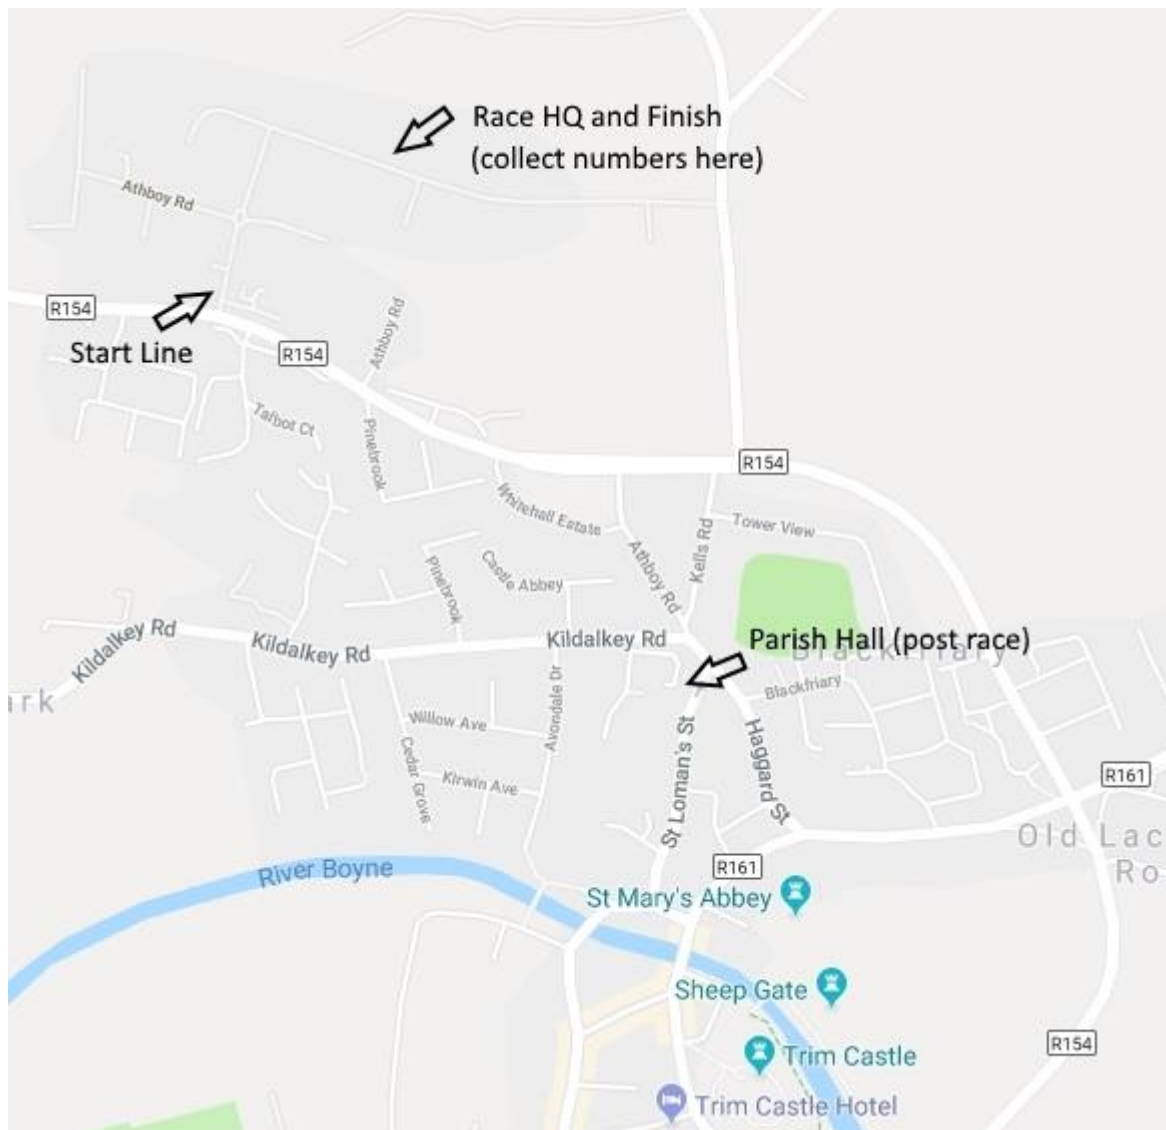 Race HQ and Finish
(collect numbers here)
Athboy Rd
R154
Start Line
R154
Athboy Rd
Talbot Ct
Pinebrook
R154
Whitehall Estate
Athboy Rd
Kells Rd
Tower View
Pinebrook
Castle Abbey
Kildalkey Rd
Kildalkey Rd
Kildalkey Rd
Parish Hall (post race)
Blackfriary
ark
Blackfriary
Willow Ave
Avondale Dr
Cedar Grove
Kirwin Ave
St Loman's St
Haggard St
R161
Old Lac
Ro
River Boyne
R161
St Mary's Abbey
Sheep Gate
R154
Trim Castle
Trim Castle Hotel